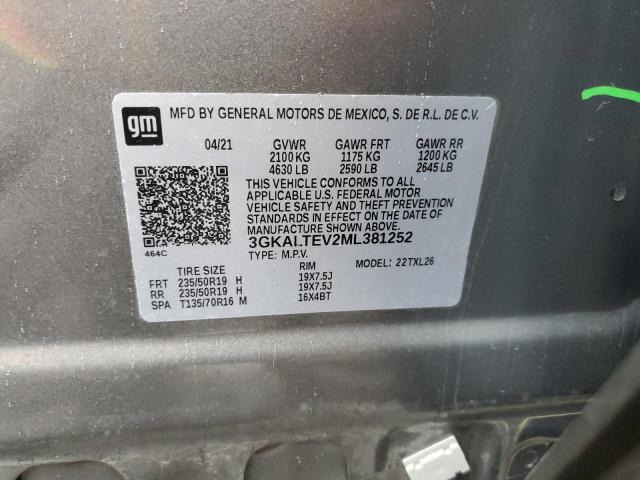 gm
MFD BY GENERAL MOTORS DE MEXICO, S. DE R.L. DE C.V.
04/21 GVWR GAWR FRT GAWR RR
2100 KG 1175 KG 1200 KG
4630 LB 2590 LB 2645 LB
THIS VEHICLE CONFORMS TO ALL
APPLICABLE U.S. FEDERAL MOTOR
VEHICLE SAFETY AND THEFT PREVENTION
STANDARDS IN EFFECT ON THE DATE OF
MANUFACTURE SHOWN ABOVE.
3GKALTEV2ML381252
464C
TYPE: M.P.V. MODEL: 22TXL26
TIRE SIZE RIM
FRT 235/50R19 H 19X7.5J
RR 235/50R19 H 19X7.5J
SPA T135/70R16 M 16X4BT